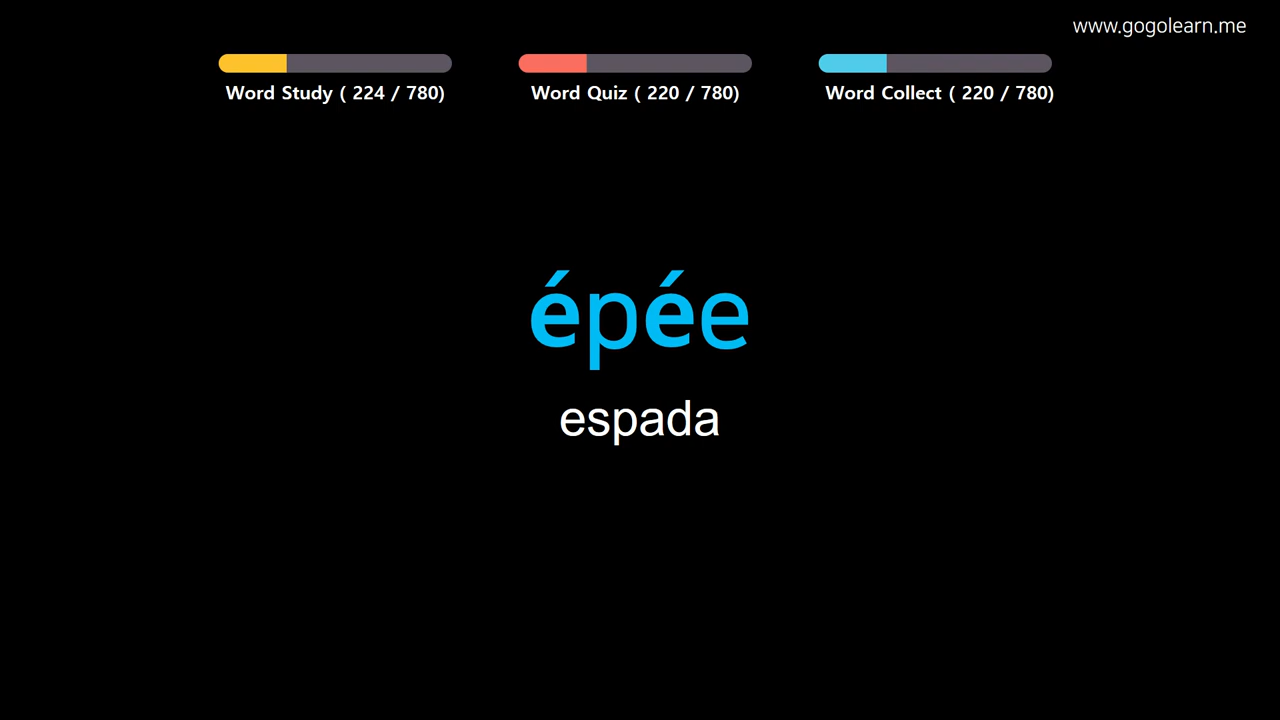 www.gogolearn.me
Word Study ( 224 / 780)
Word Quiz ( 220 / 780)
Word Collect ( 220 / 780)
épée
espada